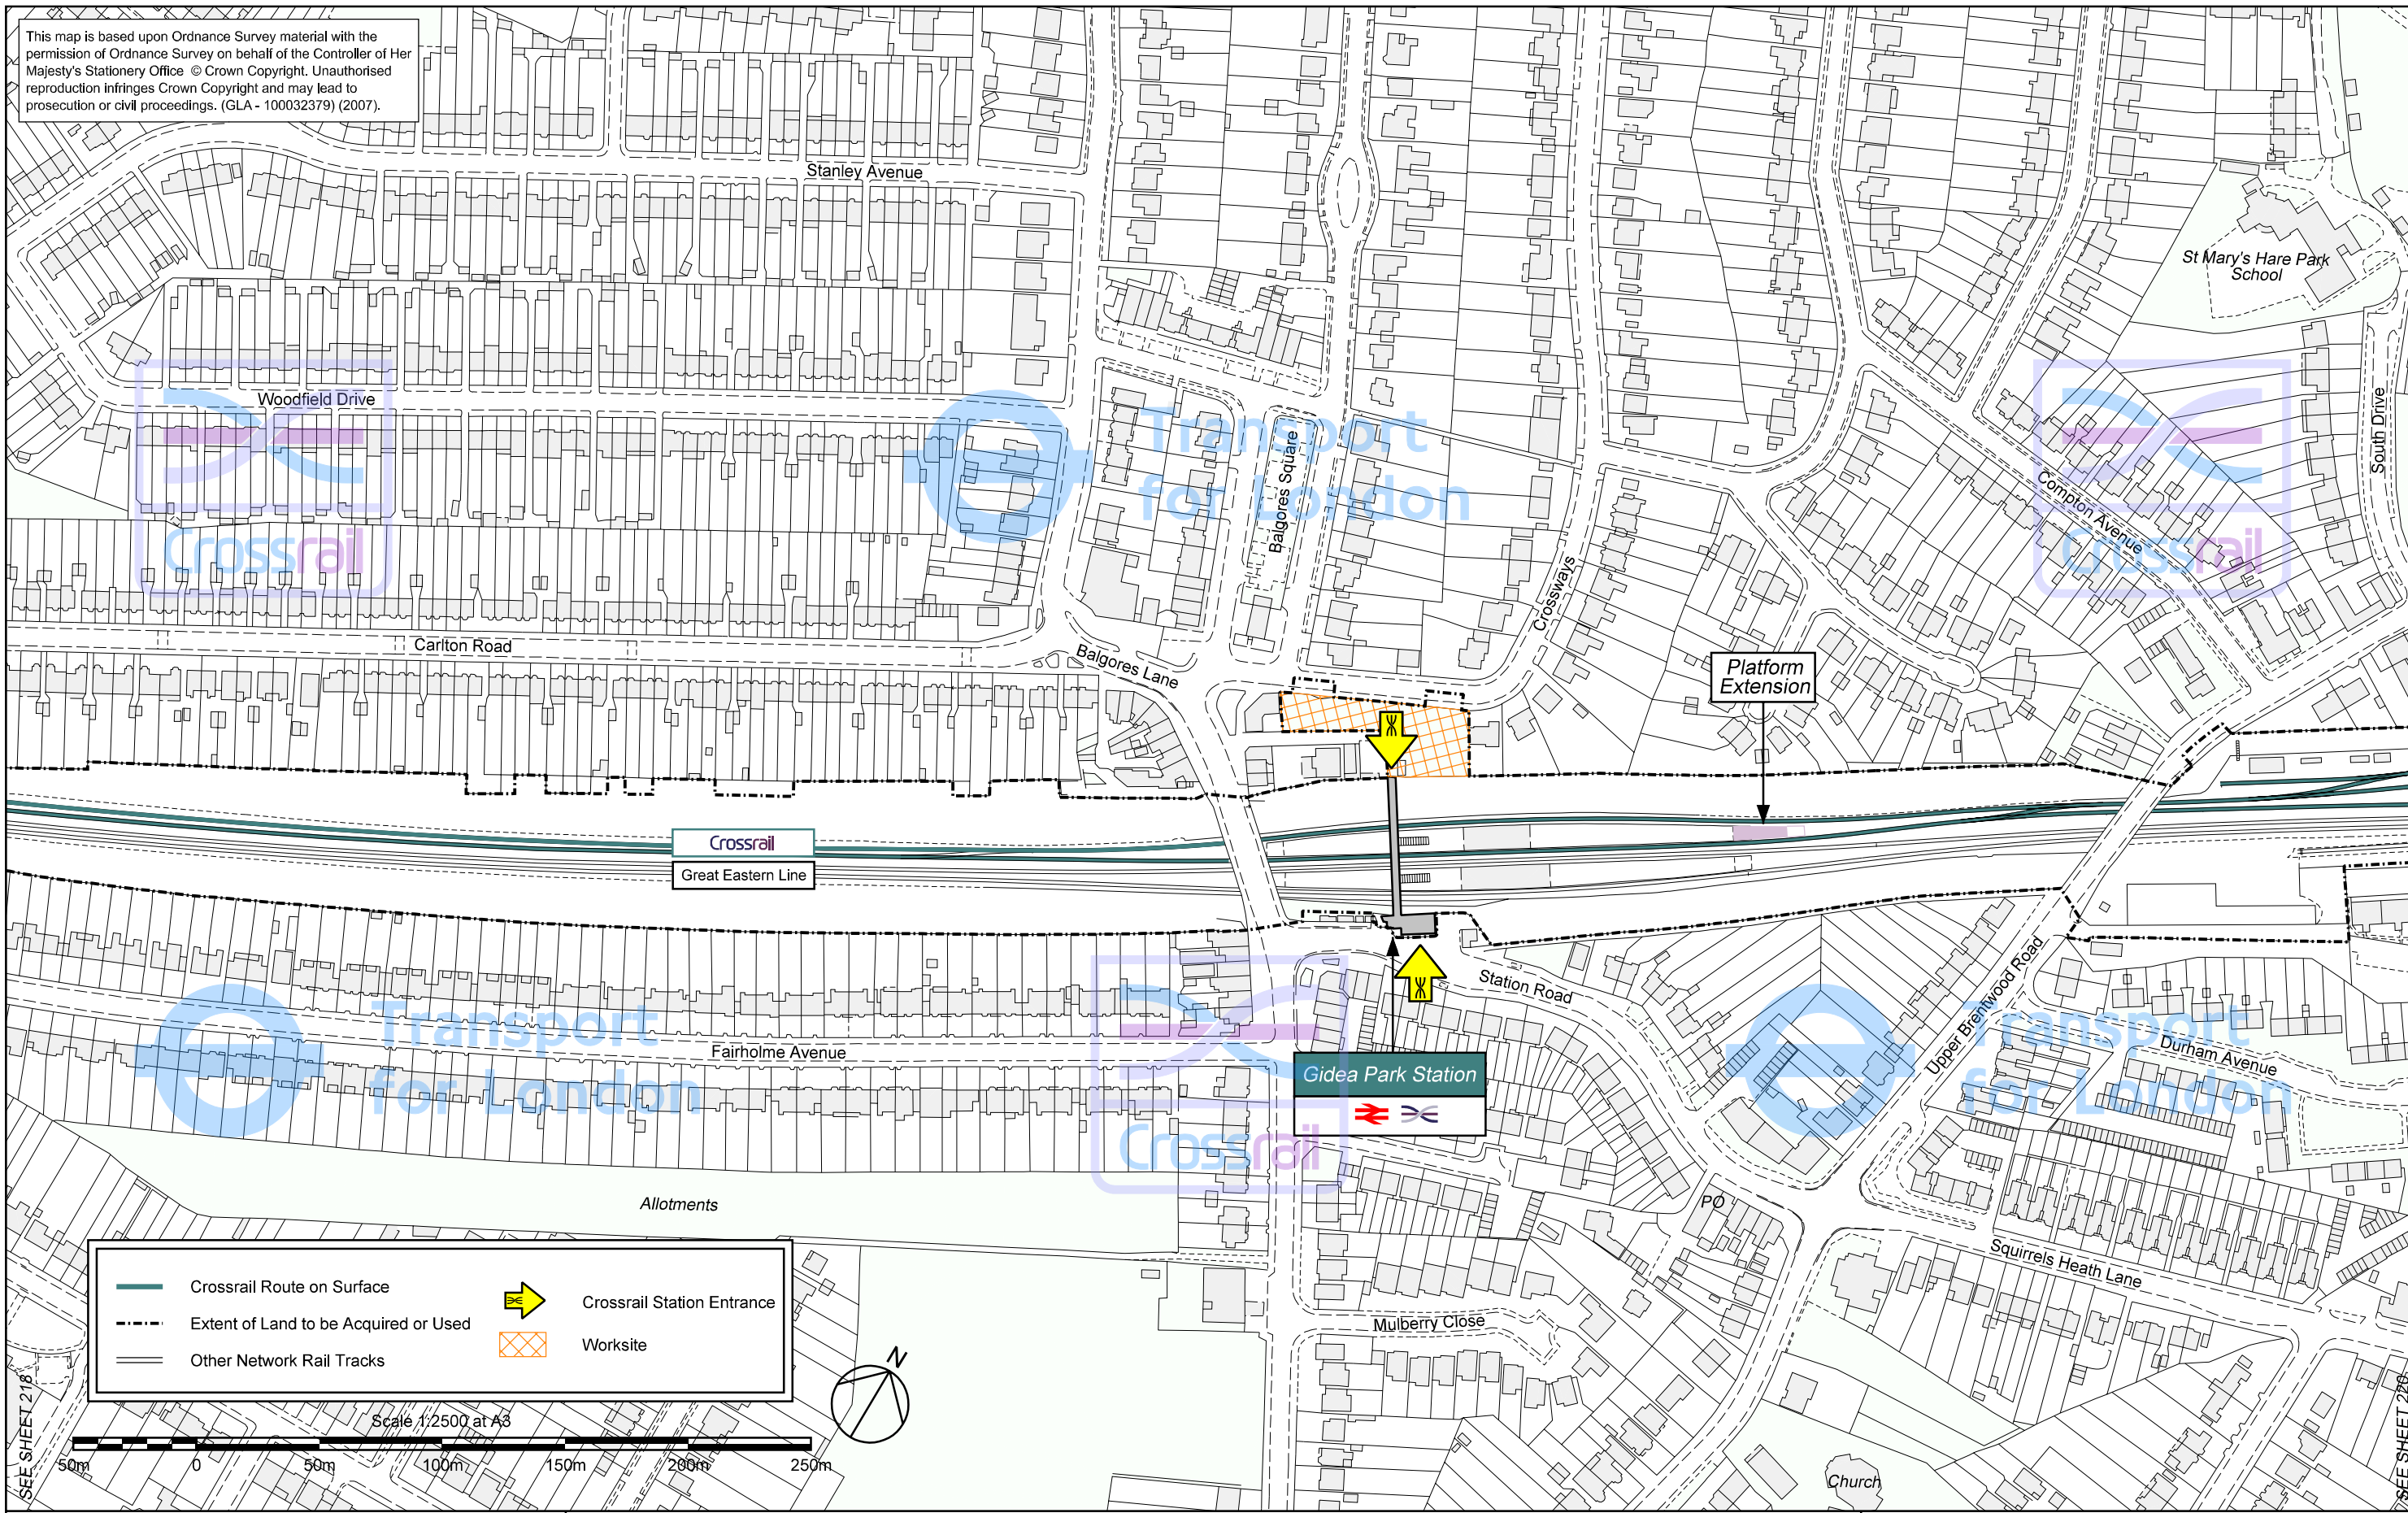 This map is based upon Ordnance Survey material with the
permission of Ordnance Survey on behalf of the Controller of Her
Majesty's Stationery Office © Crown Copyright. Unauthorised
reproduction infringes Crown Copyright and may lead to
prosecution or civil proceedings. (GLA - 100032379) (2007).
Stanley Avenue
St Mary's Hare Park
School
Woodfield Drive
Transport
for London
Balgores Square
South Drive
Compton Avenue
Crossrail
Crossrail
Crossways
Carlton Road
Balgores Lane
Platform
Extension
Crossrail
Great Eastern Line
Station Road
Upper Brentwood Road
Transport
for London
Fairholme Avenue
Transport
for London
Durham Avenue
Gidea Park Station
Crossrail
Allotments
PO
Squirrels Heath Lane
Mulberry Close
Crossrail Route on Surface
Extent of Land to be Acquired or Used
Other Network Rail Tracks
Crossrail Station Entrance
Worksite
N
SEE SHEET 218
SEE SHEET 220
Scale 1:2500 at A3
50m 0 50m 100m 150m 200m 250m
Church